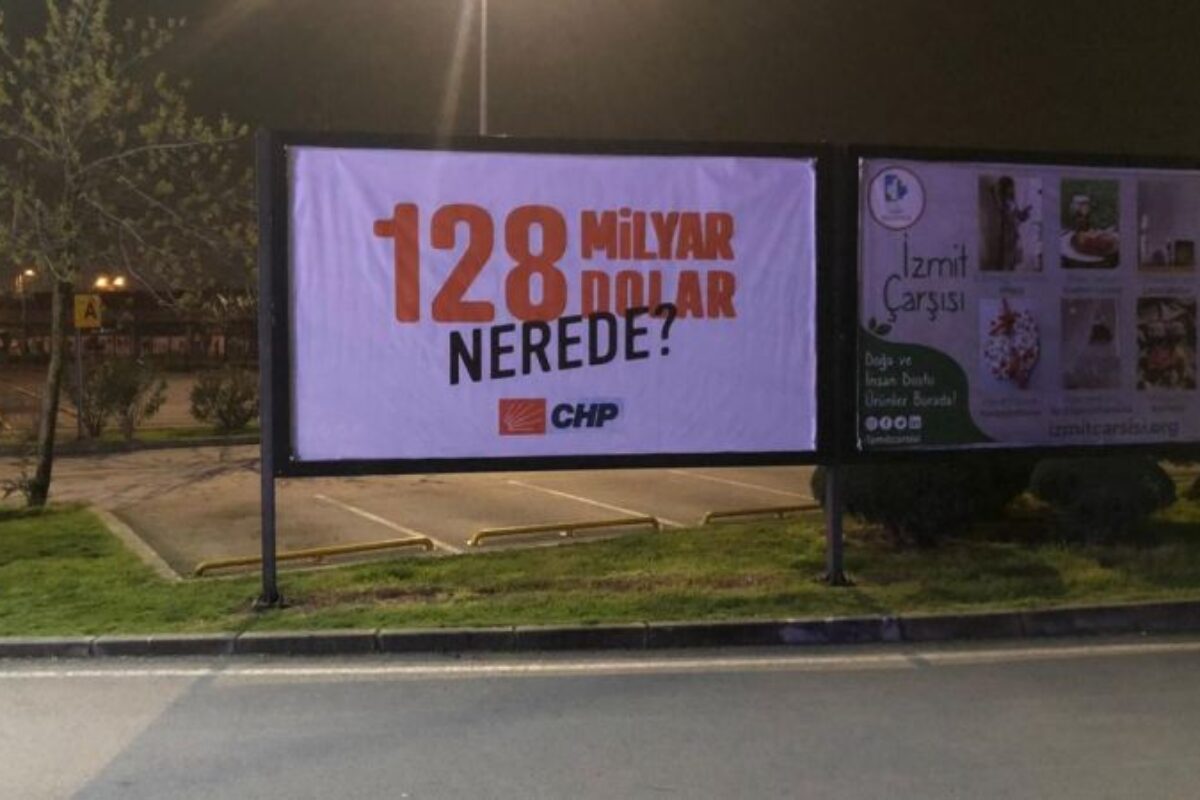 128 MİLYAR
DOLAR
NEREDE?
CHP
A
İzmit
Çarşısı
Doğa ve
İnsan Dostu
Ürünler Burada!
izmitcarsisi
izmitcarsisi.org